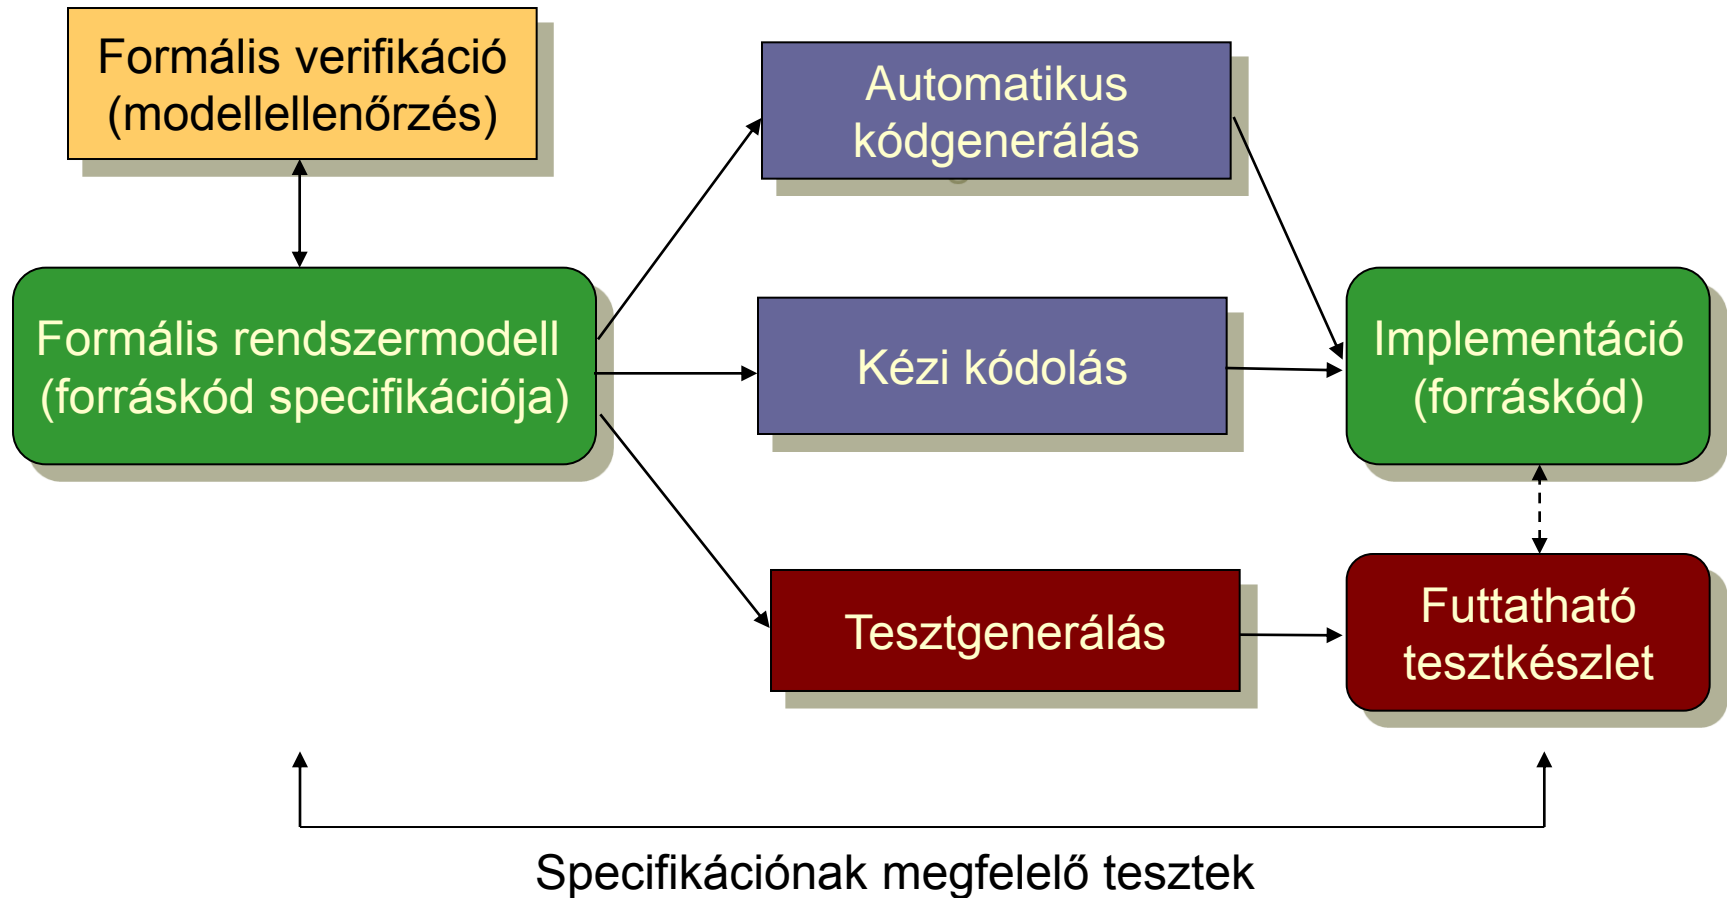 Formális verifikáció
(modellellenőrzés)
Automatikus
kódgenerálás
Formális rendszermodell
(forráskód specifikációja)
Kézi kódolás
Implementáció
(forráskód)
Tesztgenerálás
Futtatható
tesztkészlet
Specifikációnak megfelelő tesztek